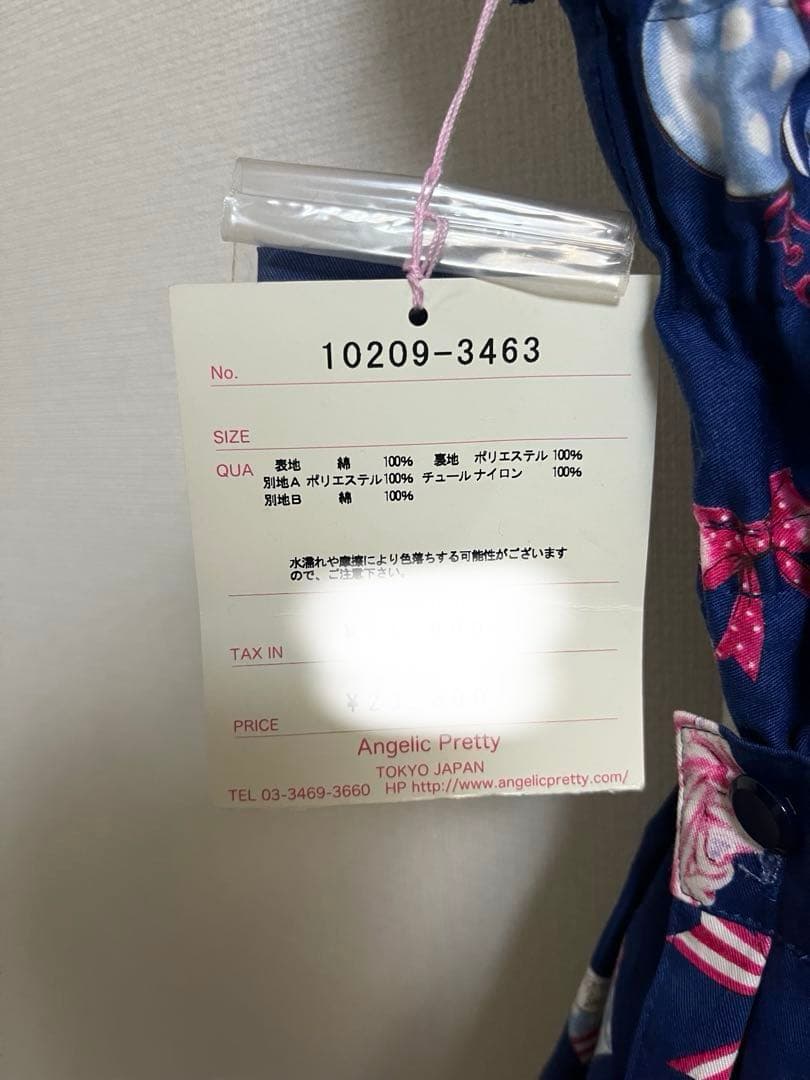 No. 10209-3463
SIZE
QUA 表地 綿 100% 裏地 ポリエステル 100%
別地A ポリエステル100% チュール ナイロン 100%
別地B 綿 100%
水濡れや摩擦により色落ちする可能性がございます
ので、ご注意下さい。
TAX IN
PRICE
Angelic Pretty
TOKYO JAPAN
TEL 03-3469-3660 HP http://www.angelicpretty.com/